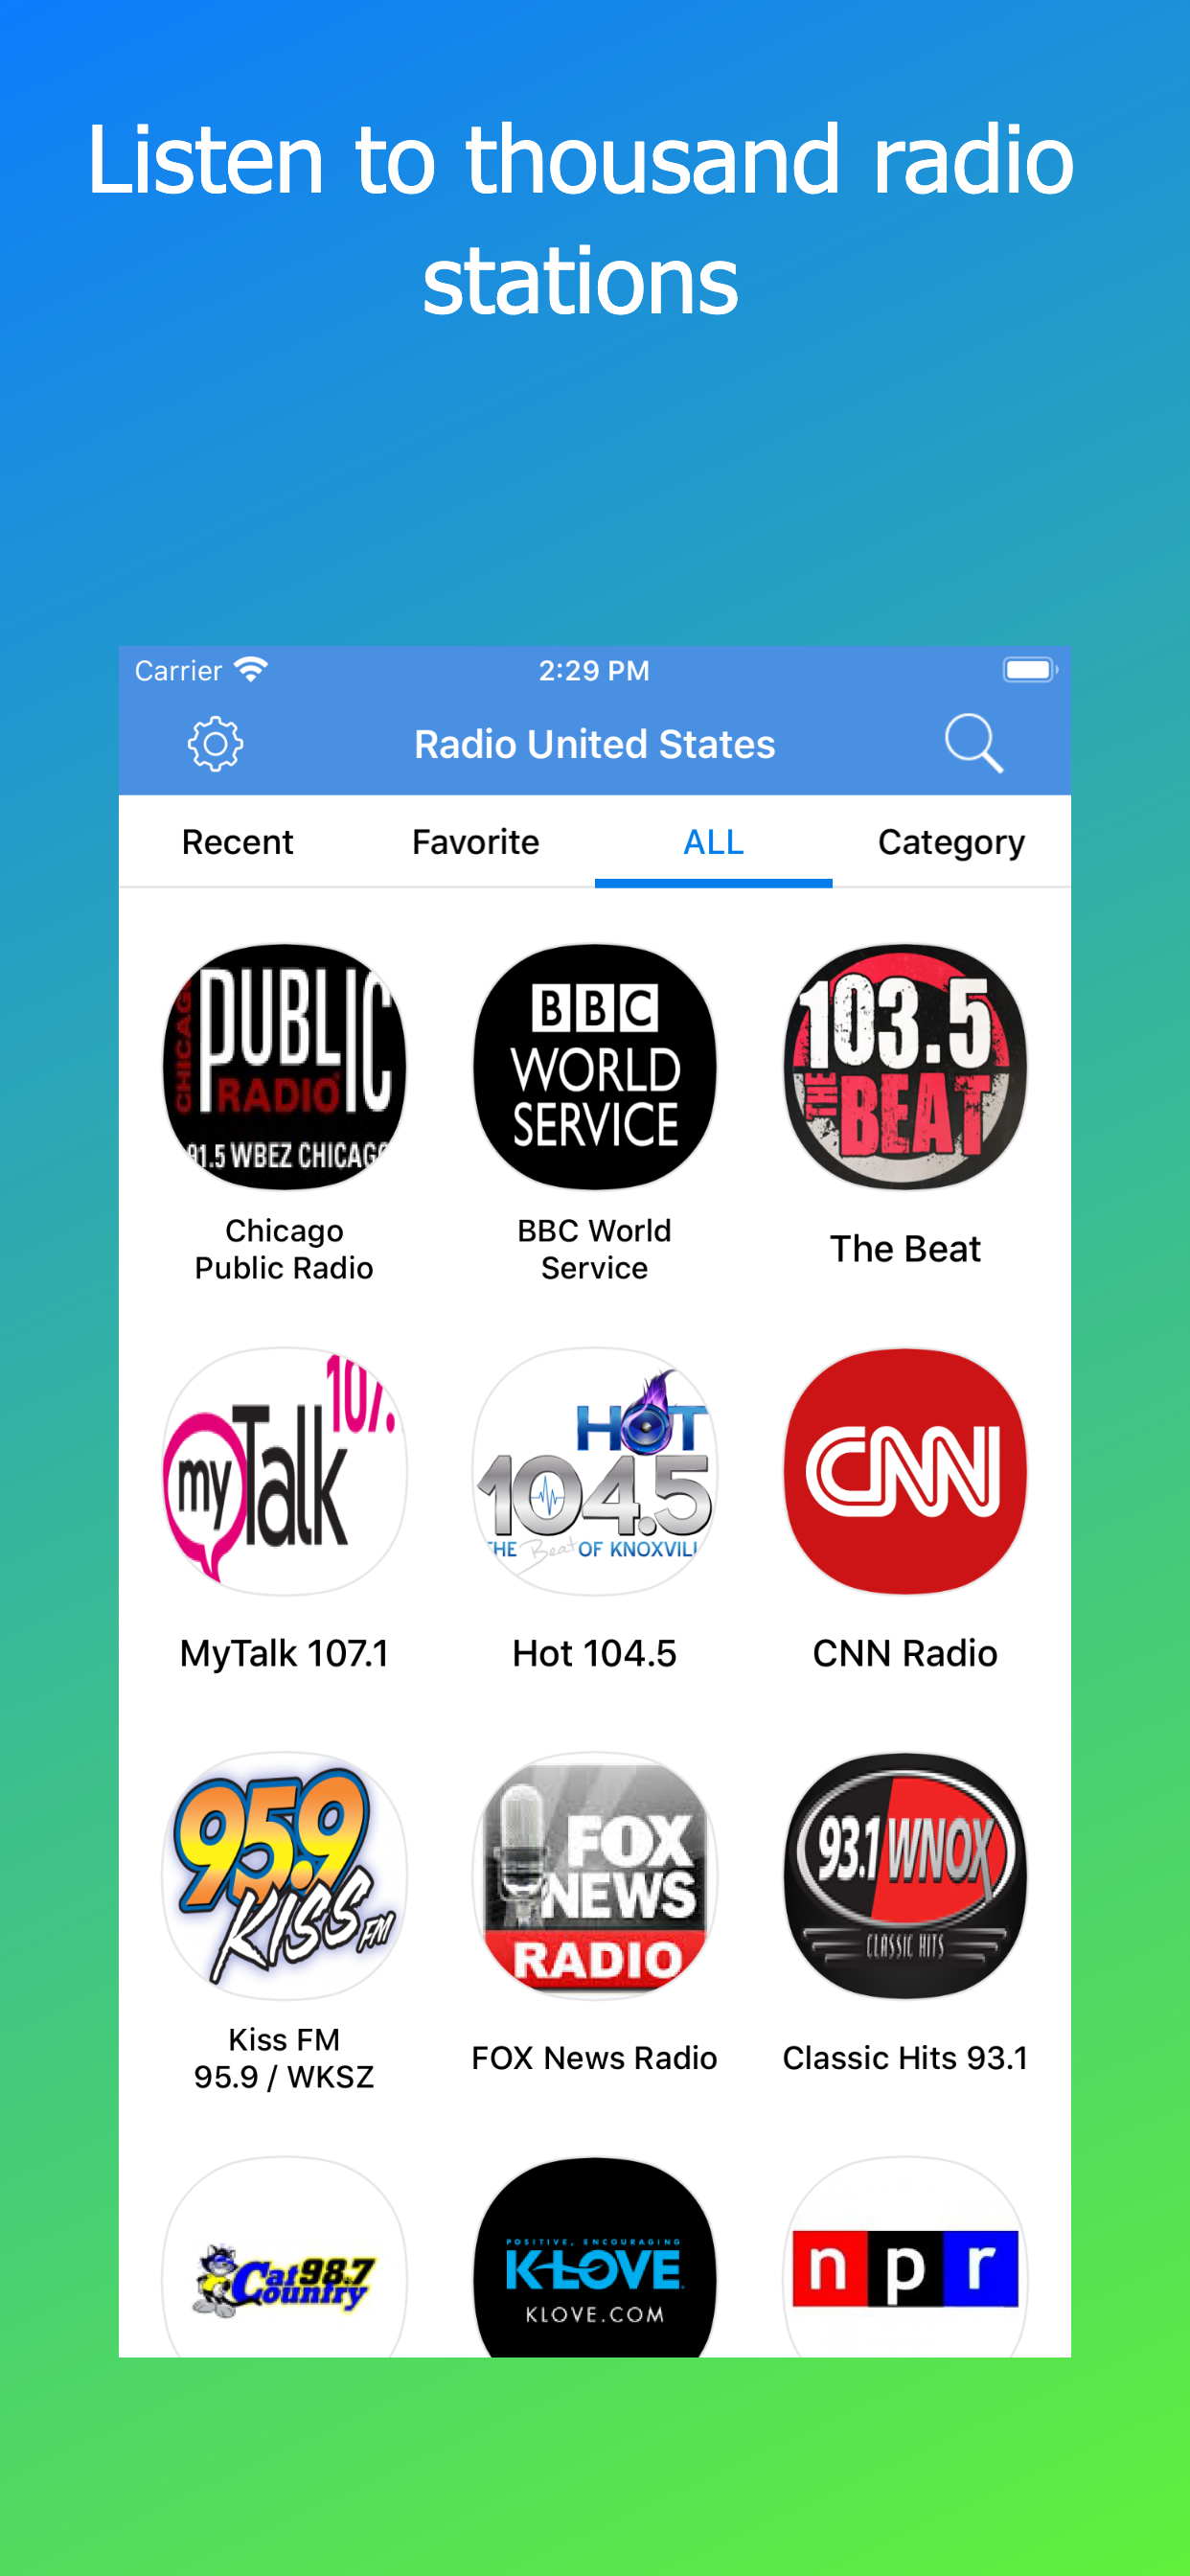 Listen to thousand radio
stations
Carrier
2:29 PM
Radio United States
Recent
Favorite
ALL
Category
CHICAGO
PUBLIC
RADIO
91.5 WBEZ CHICAGO
BBC
WORLD
SERVICE
103.5
THE
BEAT
Chicago
Public Radio
BBC World
Service
The Beat
107.
my
Talk
HOT
104.5
THE Beat OF KNOXVILL
CNN
MyTalk 107.1
Hot 104.5
CNN Radio
95.9
KISS FM
FOX
NEWS
RADIO
93.1 WNOX
CLASSIC HITS
Kiss FM
95.9 / WKSZ
FOX News Radio
Classic Hits 93.1
Cat 98.7
Country
POSITIVE, ENCOURAGING
K-LOVE
KLOVE.COM
npr